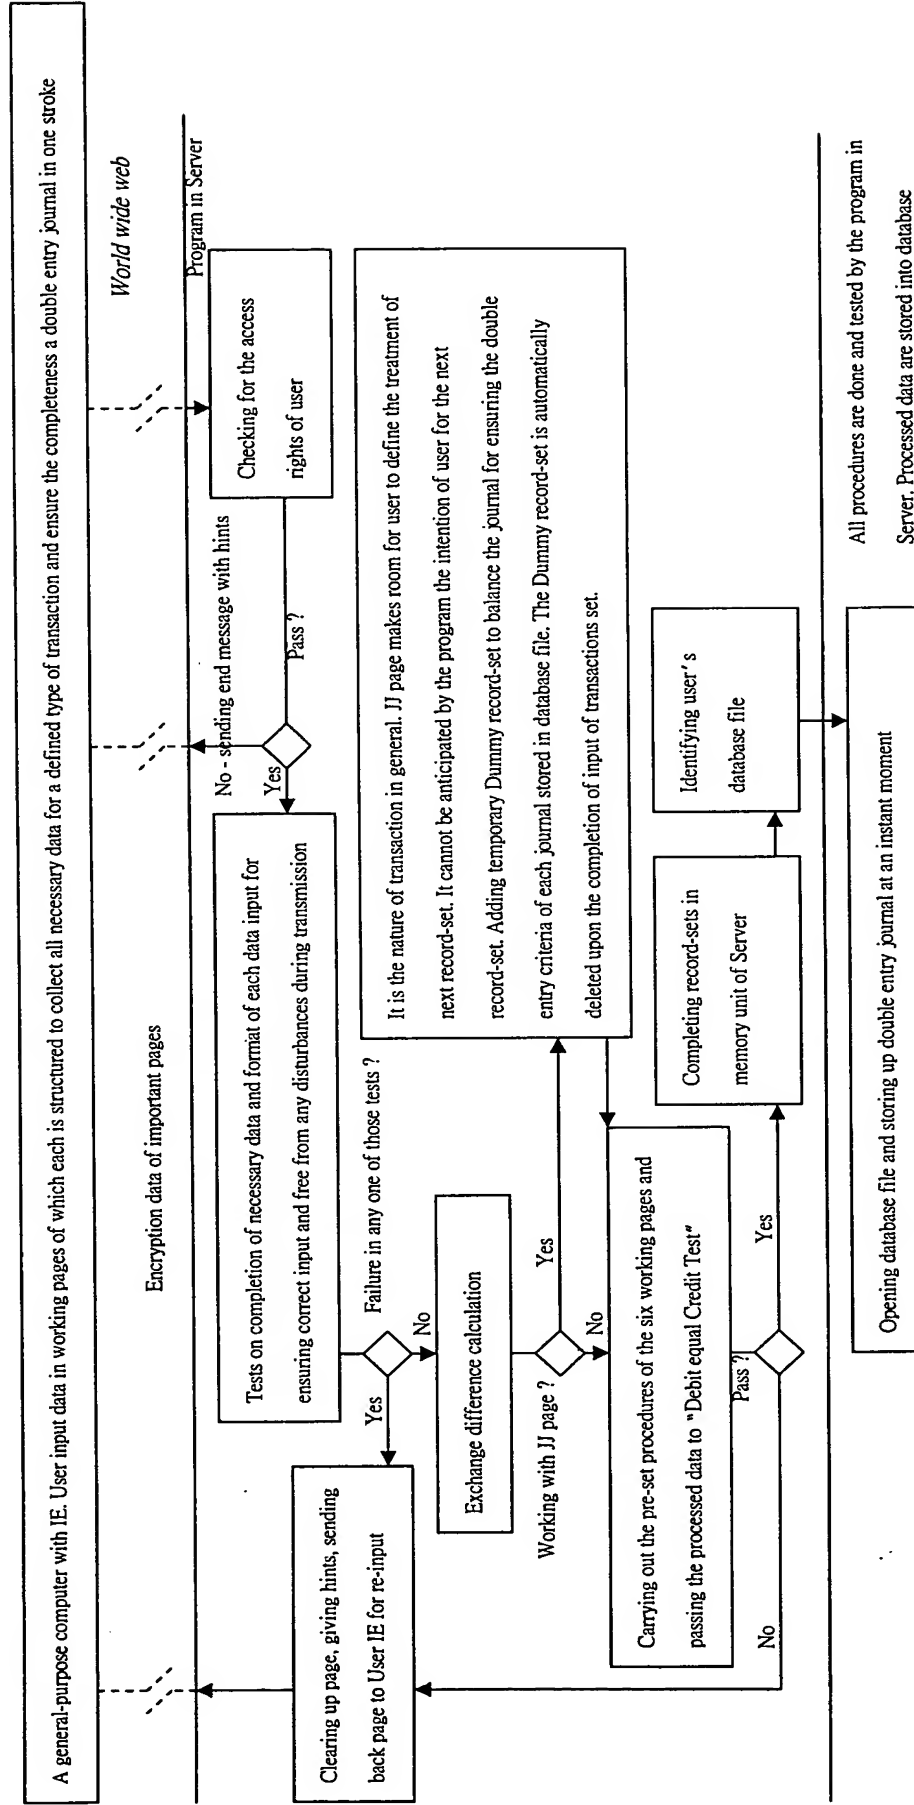 A general-purpose computer with IE. User input data in working pages of which each is structured to collect all necessary data for a defined type of transaction and ensure the completeness a double entry journal in one stroke
Encryption data of important pages
World wide web
Program in Server
Checking for the access
rights of user
No - sending end message with hints
Pass ?
Yes
Tests on completion of necessary data and format of each data input for
ensuring correct input and free from any disturbances during transmission
Failure in any one of those tests ?
Yes
No
Clearing up page, giving hints, sending
back page to User IE for re-input
Exchange difference calculation
Working with JJ page ?
Yes
No
It is the nature of transaction in general. JJ page makes room for user to define the treatment of
next record-set. It cannot be anticipated by the program the intention of user for the next
record-set. Adding temporary Dummy record-set to balance the journal for ensuring the double
entry criteria of each journal stored in database file. The Dummy record-set is automatically
deleted upon the completion of input of transactions set.
Carrying out the pre-set procedures of the six working pages and
passing the processed data to "Debit equal Credit Test"
Pass ?
No
Yes
Completing record-sets in
memory unit of Server
Identifying user's
database file
Opening database file and storing up double entry journal at an instant moment
All procedures are done and tested by the program in
Server. Processed data are stored into database